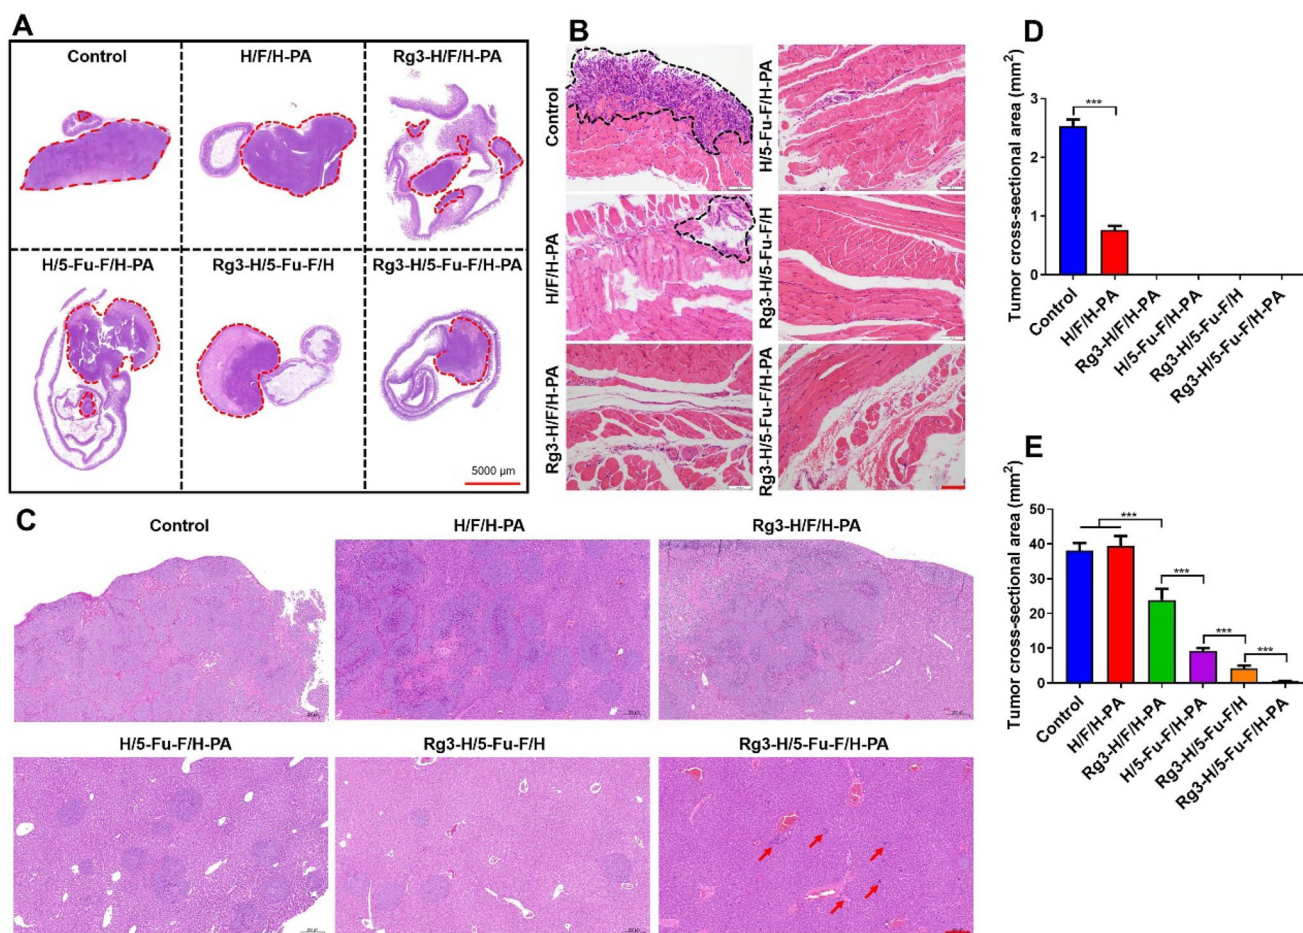 A
Control
H/F/H-PA
Rg3-H/F/H-PA
H/5-Fu-F/H-PA
Rg3-H/5-Fu-F/H
Rg3-H/5-Fu-F/H-PA
5000 μm
B
Control
H/F/H-PA
Rg3-H/F/H-PA
H/5-Fu-F/H-PA
Rg3-H/5-Fu-F/H
Rg3-H/5-Fu-F/H-PA
C
Control
H/F/H-PA
Rg3-H/F/H-PA
H/5-Fu-F/H-PA
Rg3-H/5-Fu-F/H
Rg3-H/5-Fu-F/H-PA
D
Tumor cross-sectional area (mm²)
3
2
1
0
***
Control
H/F/H-PA
Rg3-H/F/H-PA
H/5-Fu-F/H-PA
Rg3-H/5-Fu-F/H
Rg3-H/5-Fu-F/H-PA
E
Tumor cross-sectional area (mm²)
50
40
30
20
10
0
***
***
***
***
Control
H/F/H-PA
Rg3-H/F/H-PA
H/5-Fu-F/H-PA
Rg3-H/5-Fu-F/H
Rg3-H/5-Fu-F/H-PA